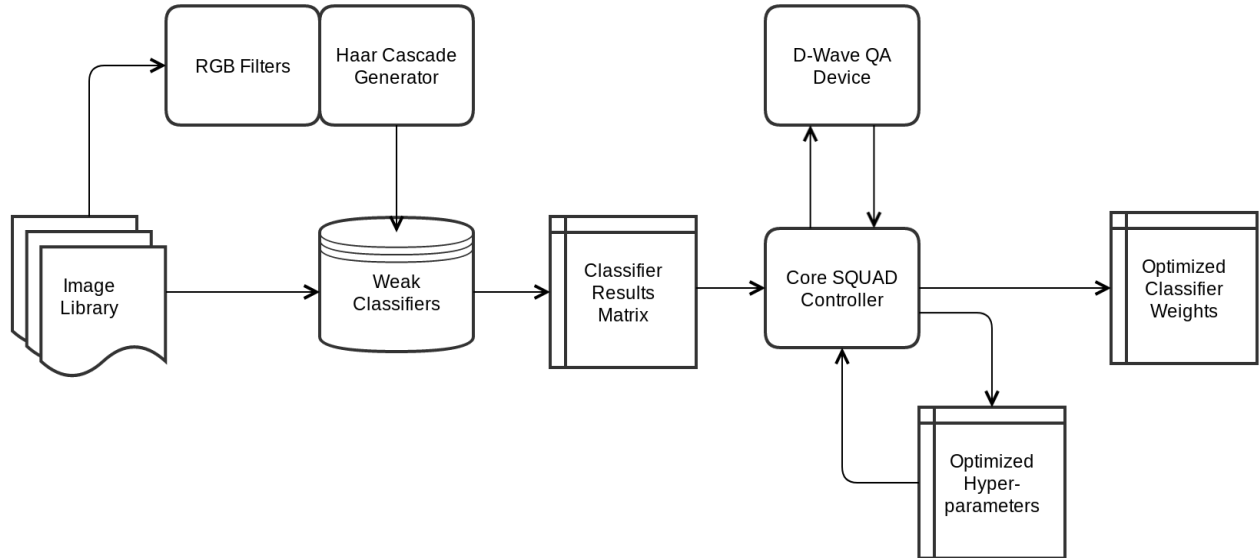 RGB Filters
Haar Cascade
Generator
D-Wave QA
Device
Image
Library
Weak
Classifiers
Classifier
Results
Matrix
Core SQUAD
Controller
Optimized
Classifier
Weights
Optimized
Hyper-
parameters